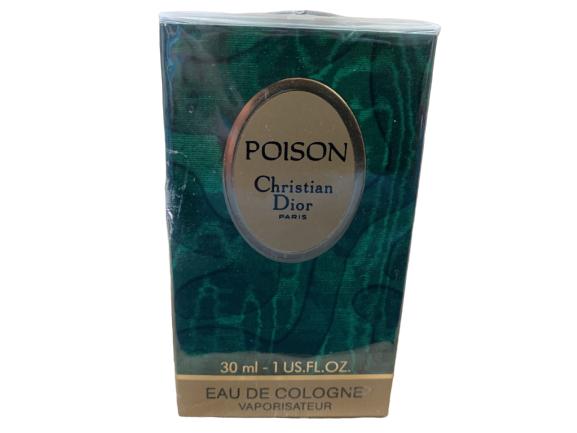 POISON
Christian
Dior
PARIS
30 ml - 1 US.FL.OZ.
EAU DE COLOGNE
VAPORISATEUR